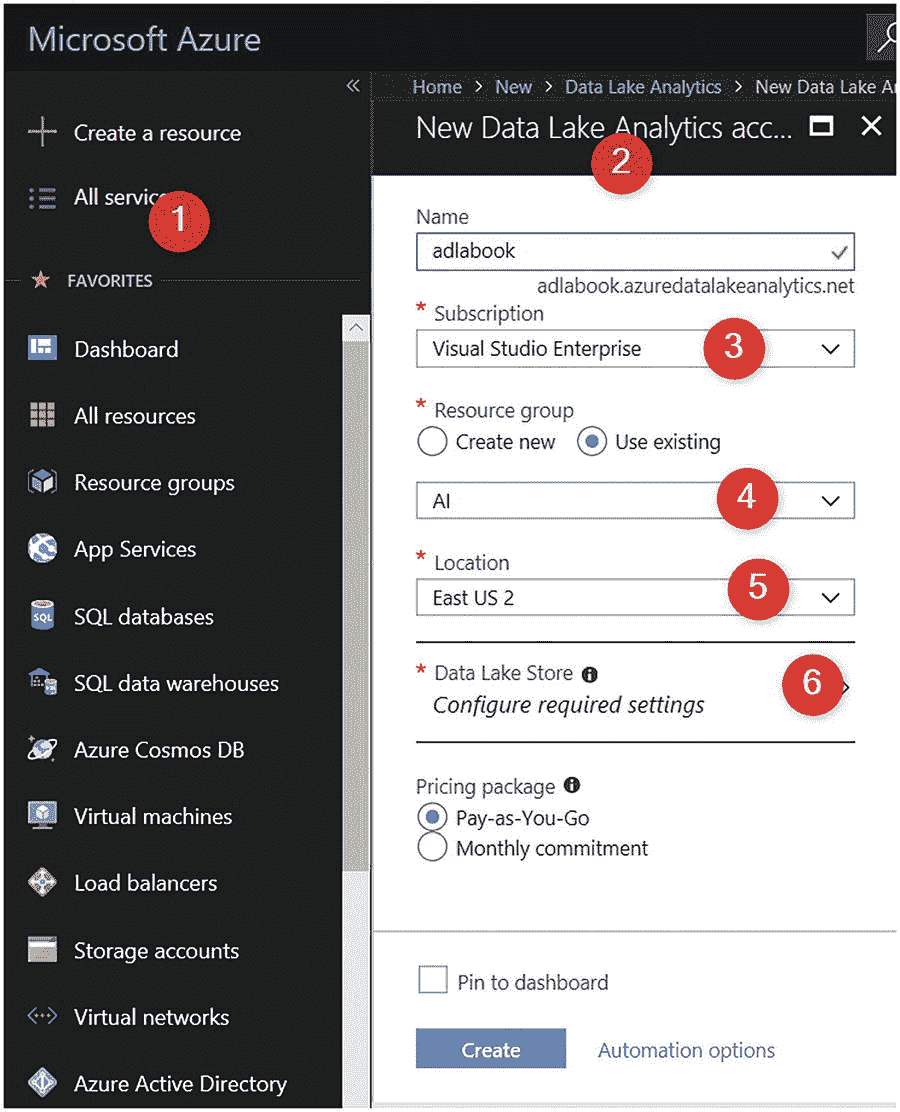 Microsoft Azure
Create a resource
All servic
1
FAVORITES
Dashboard
All resources
Resource groups
App Services
SQL databases
SQL data warehouses
Azure Cosmos DB
Virtual machines
Load balancers
Storage accounts
Virtual networks
Azure Active Directory
Home > New > Data Lake Analytics > New Data Lake A
New Data Lake Analytics acc...
2
Name
adlabook
adlabook.azuredatalakeanalytics.net
* Subscription
Visual Studio Enterprise 3
* Resource group
Create new Use existing
AI 4
* Location
East US 2 5
* Data Lake Store
Configure required settings 6
Pricing package
Pay-as-You-Go
Monthly commitment
Pin to dashboard
Create Automation options
SQL